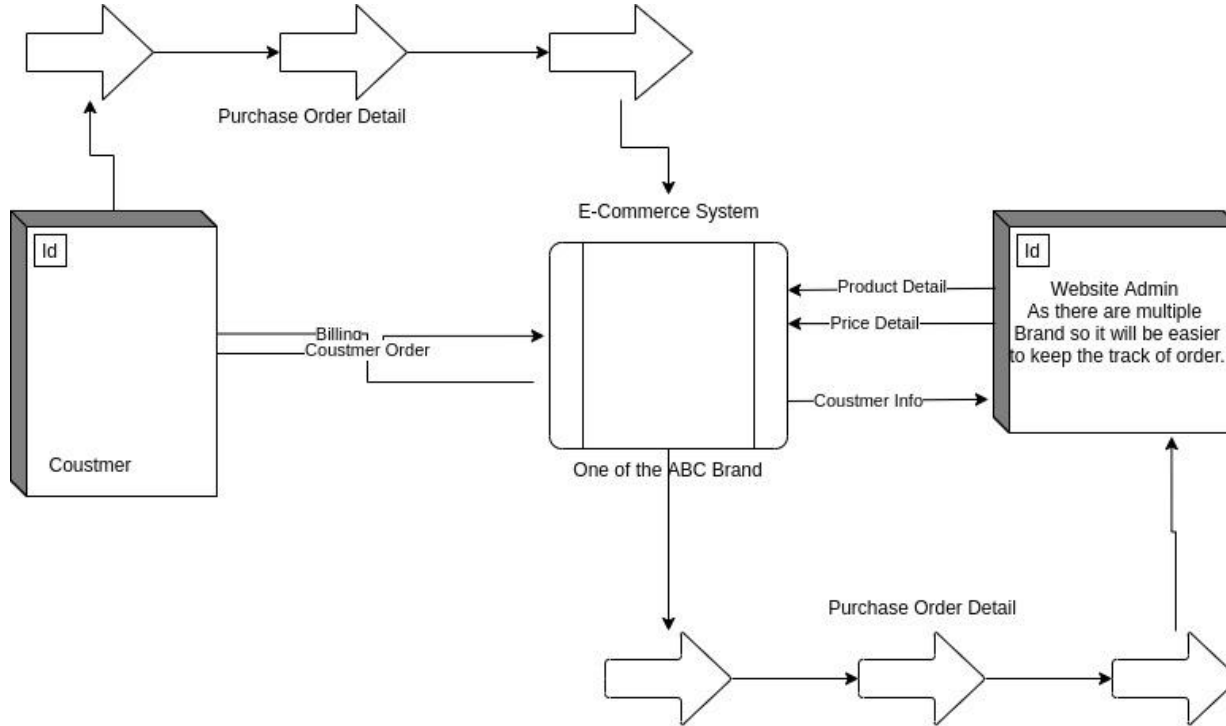 Purchase Order Detail
E-Commerce System
Id
Id
Product Detail
Website Admin
As there are multiple
Brand so it will be easier
to keep the track of order.
Price Detail
Billing
Coustmer Order
Coustmer Info
Coustmer
One of the ABC Brand
Purchase Order Detail